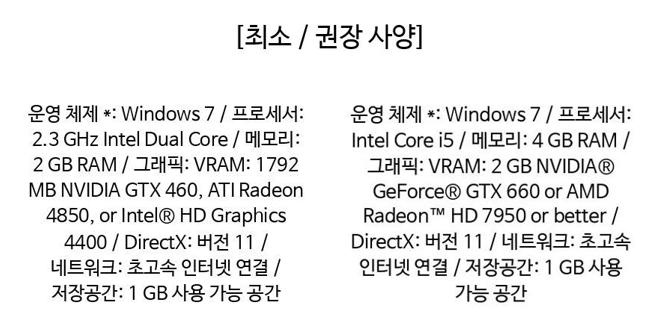 [최소 / 권장 사양]
운영 체제 *: Windows 7 / 프로세서:
2.3 GHz Intel Dual Core / 메모리:
2 GB RAM / 그래픽: VRAM: 1792
MB NVIDIA GTX 460, ATI Radeon
4850, or Intel® HD Graphics
4400 / DirectX: 버전 11 /
네트워크: 초고속 인터넷 연결 /
저장공간: 1 GB 사용 가능 공간
운영 체제 *: Windows 7 / 프로세서:
Intel Core i5 / 메모리: 4 GB RAM /
그래픽: VRAM: 2 GB NVIDIA®
GeForce® GTX 660 or AMD
Radeon™ HD 7950 or better /
DirectX: 버전 11 / 네트워크: 초고속
인터넷 연결 / 저장공간: 1 GB 사용
가능 공간